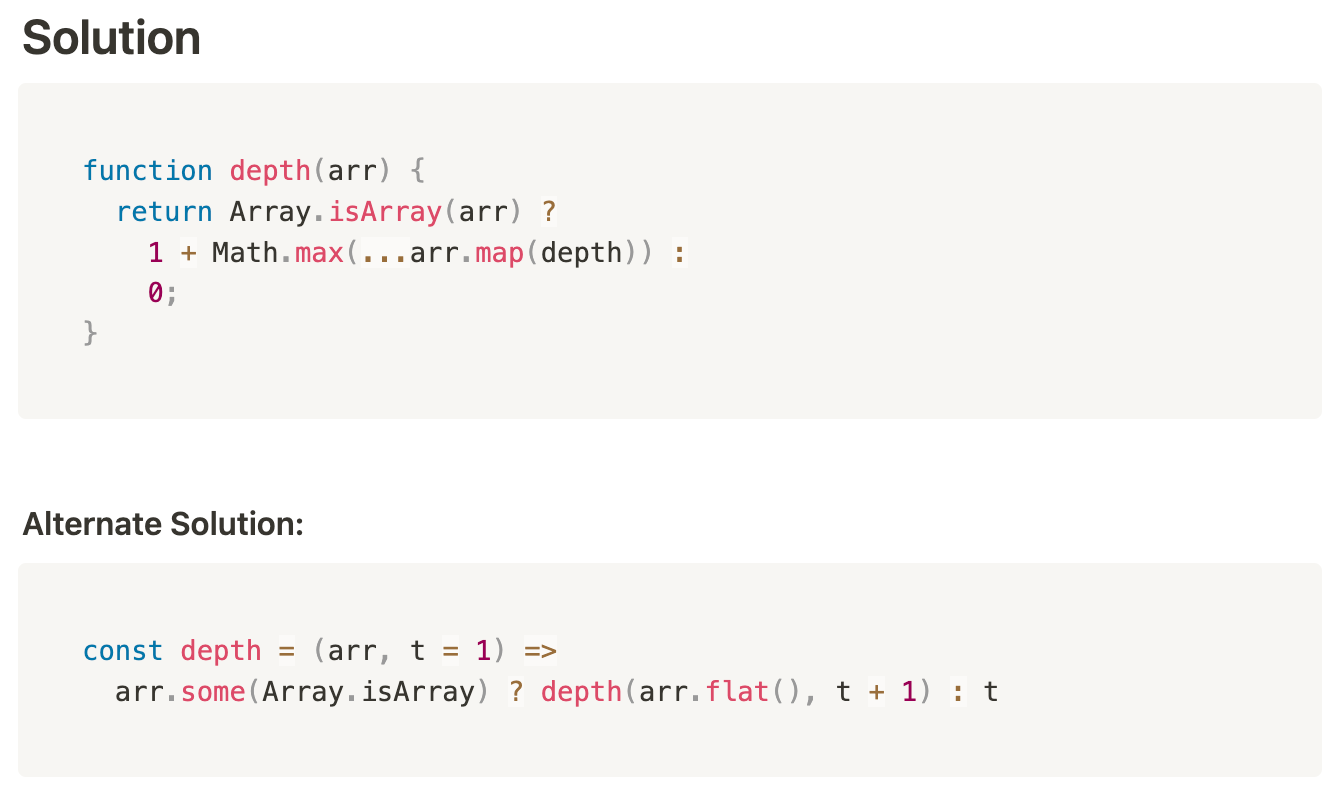 Solution
function depth(arr) {
  return Array.isArray(arr) ?
    1 + Math.max(...arr.map(depth)) :
    0;
}
Alternate Solution:
const depth = (arr, t = 1) =>
  arr.some(Array.isArray) ? depth(arr.flat(), t + 1) : t